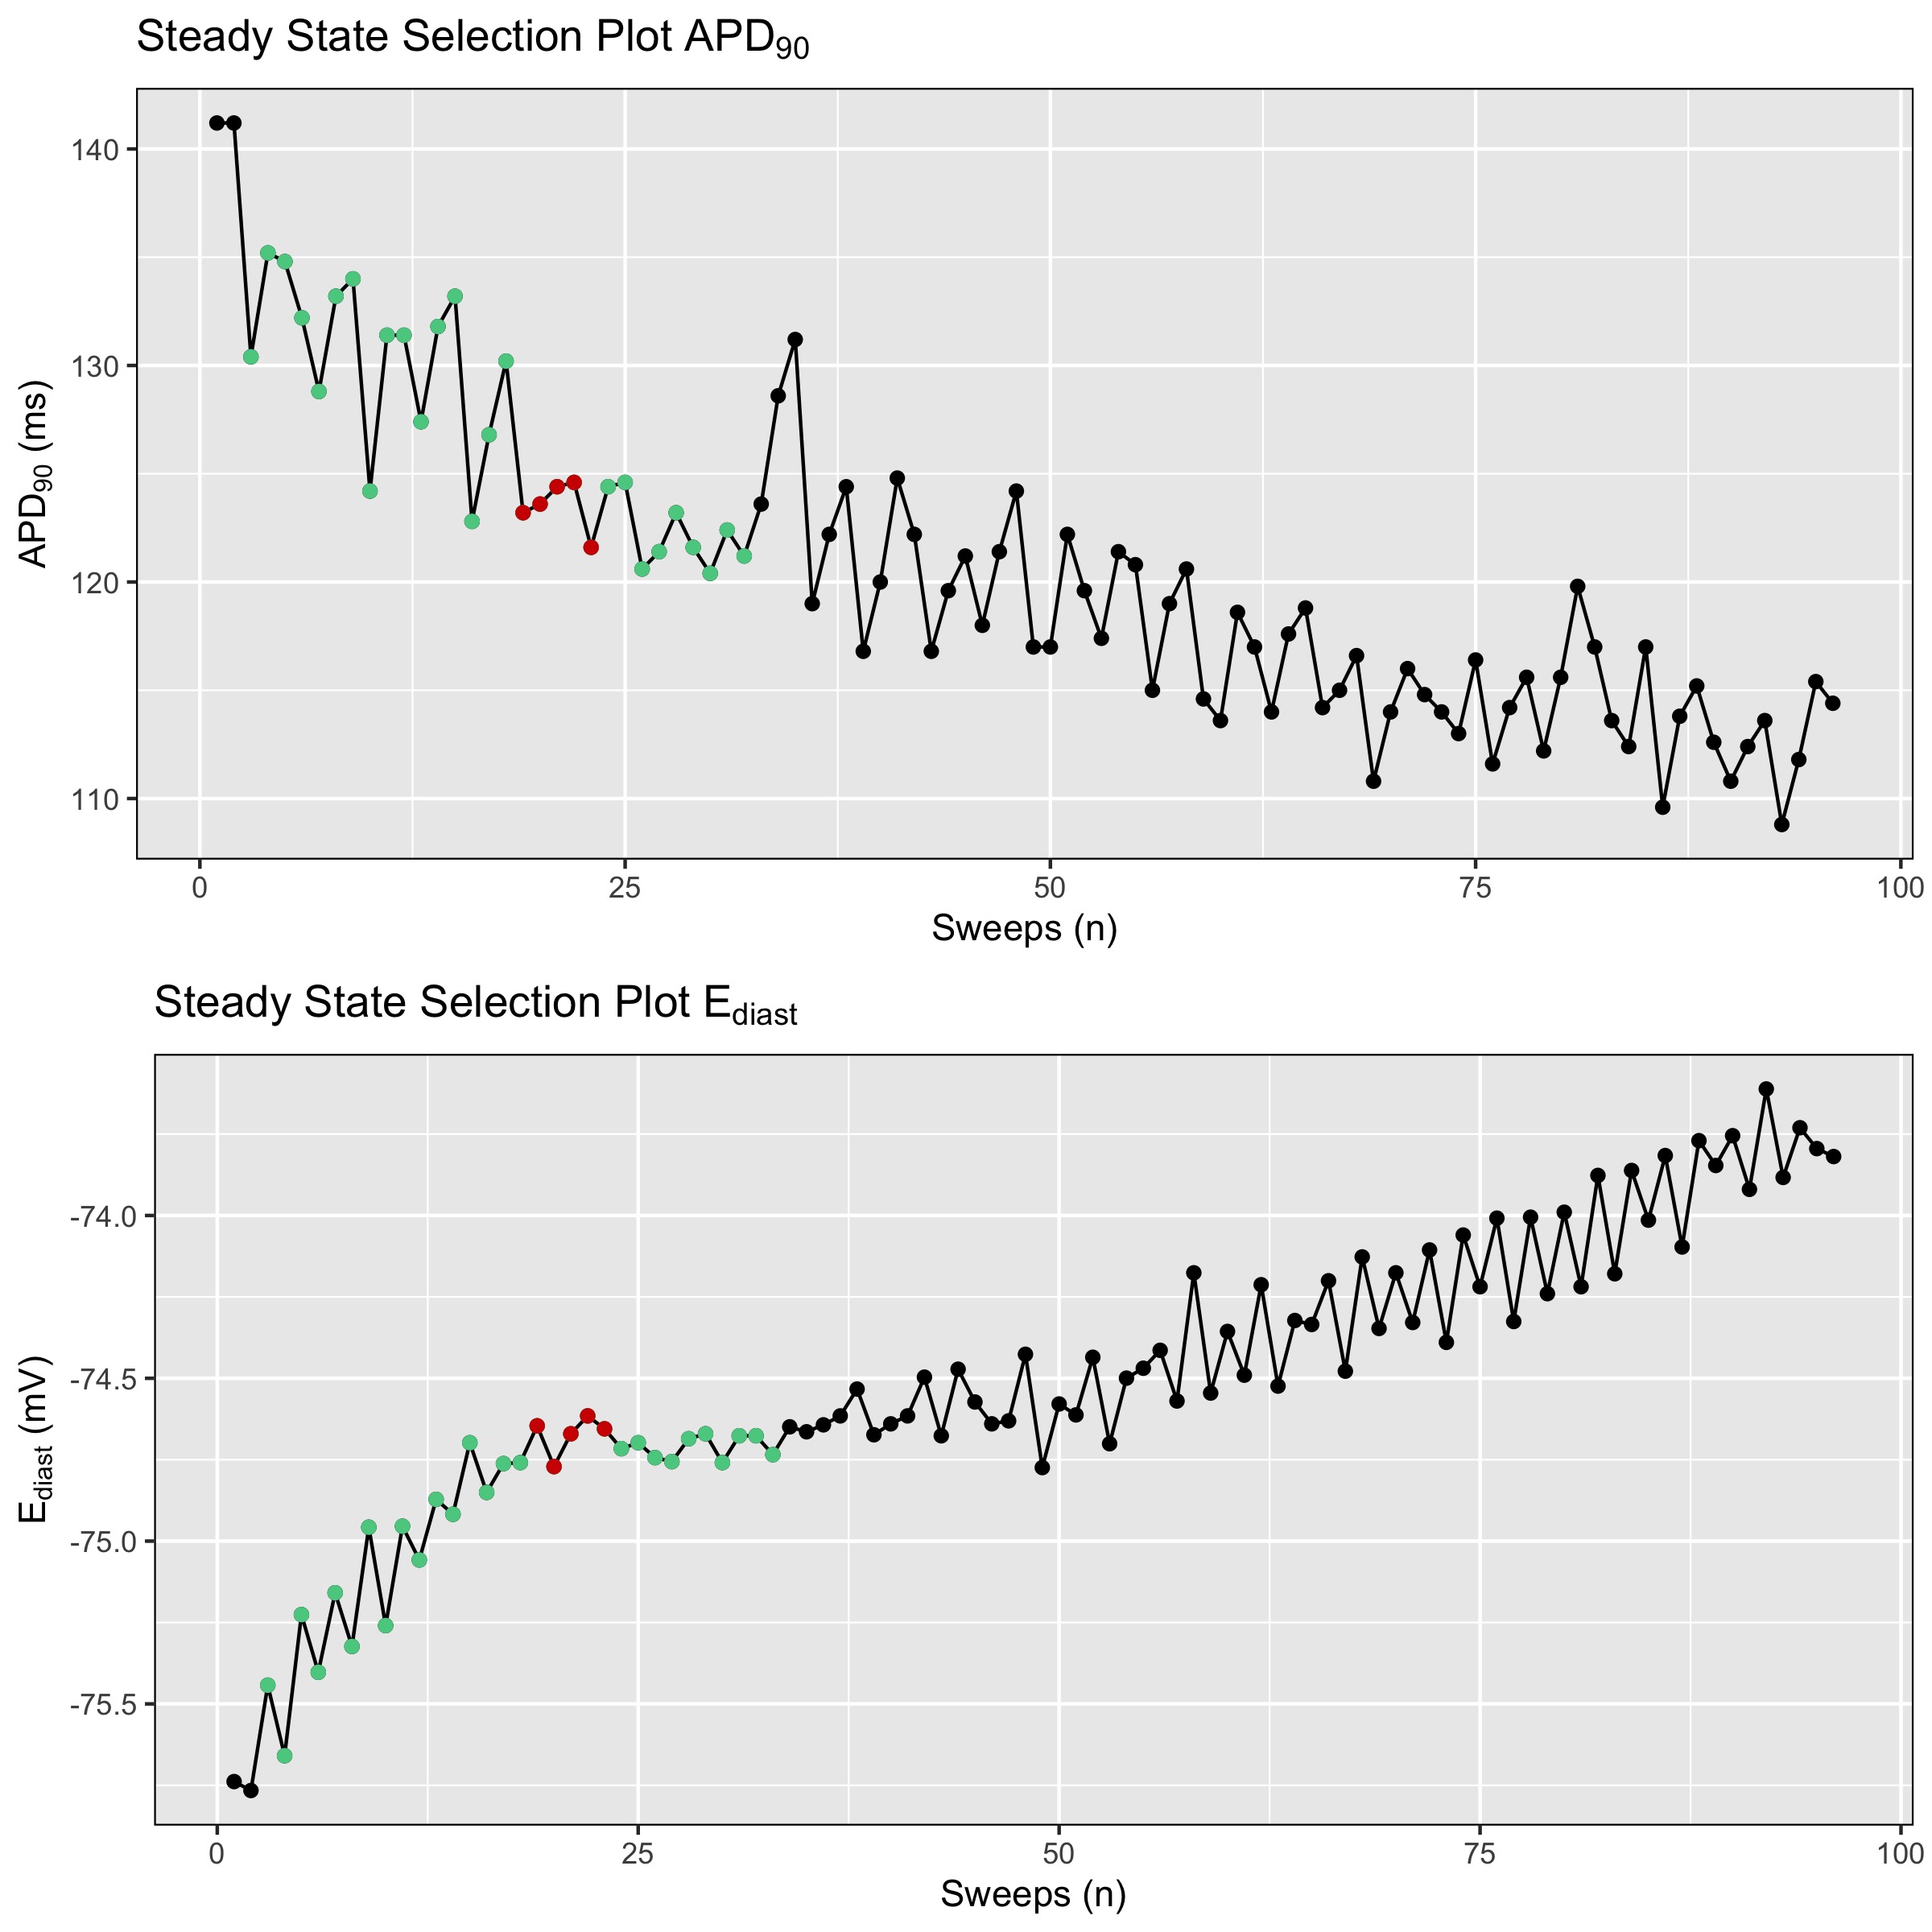 Steady State Selection Plot APD90
140
130
120
110
APD90 (ms)
0 25 50 75 100
Sweeps (n)
Steady State Selection Plot Ediast
-74.0
-74.5
-75.0
-75.5
Ediast (mV)
0 25 50 75 100
Sweeps (n)